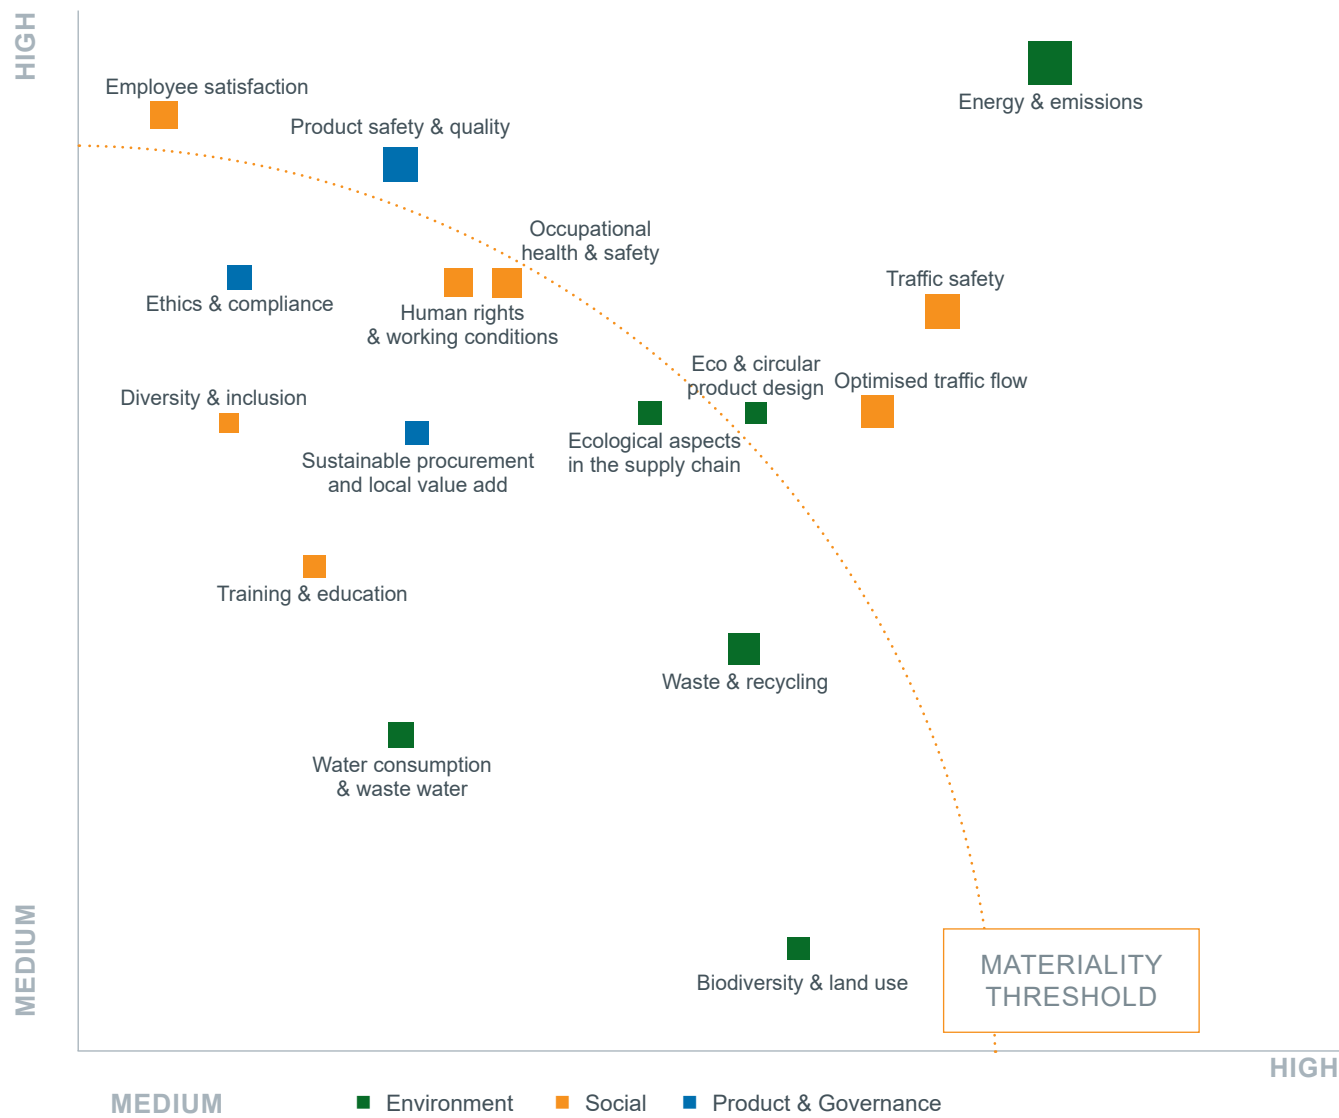 HIGH
Employee satisfaction
Product safety & quality
Energy & emissions
Occupational
health & safety
Ethics & compliance
Human rights
& working conditions
Traffic safety
Eco & circular
product design
Optimised traffic flow
Diversity & inclusion
Sustainable procurement
and local value add
Ecological aspects
in the supply chain
Training & education
Waste & recycling
Water consumption
& waste water
MEDIUM
Biodiversity & land use
MATERIALITY
THRESHOLD
HIGH
MEDIUM
Environment
Social
Product & Governance